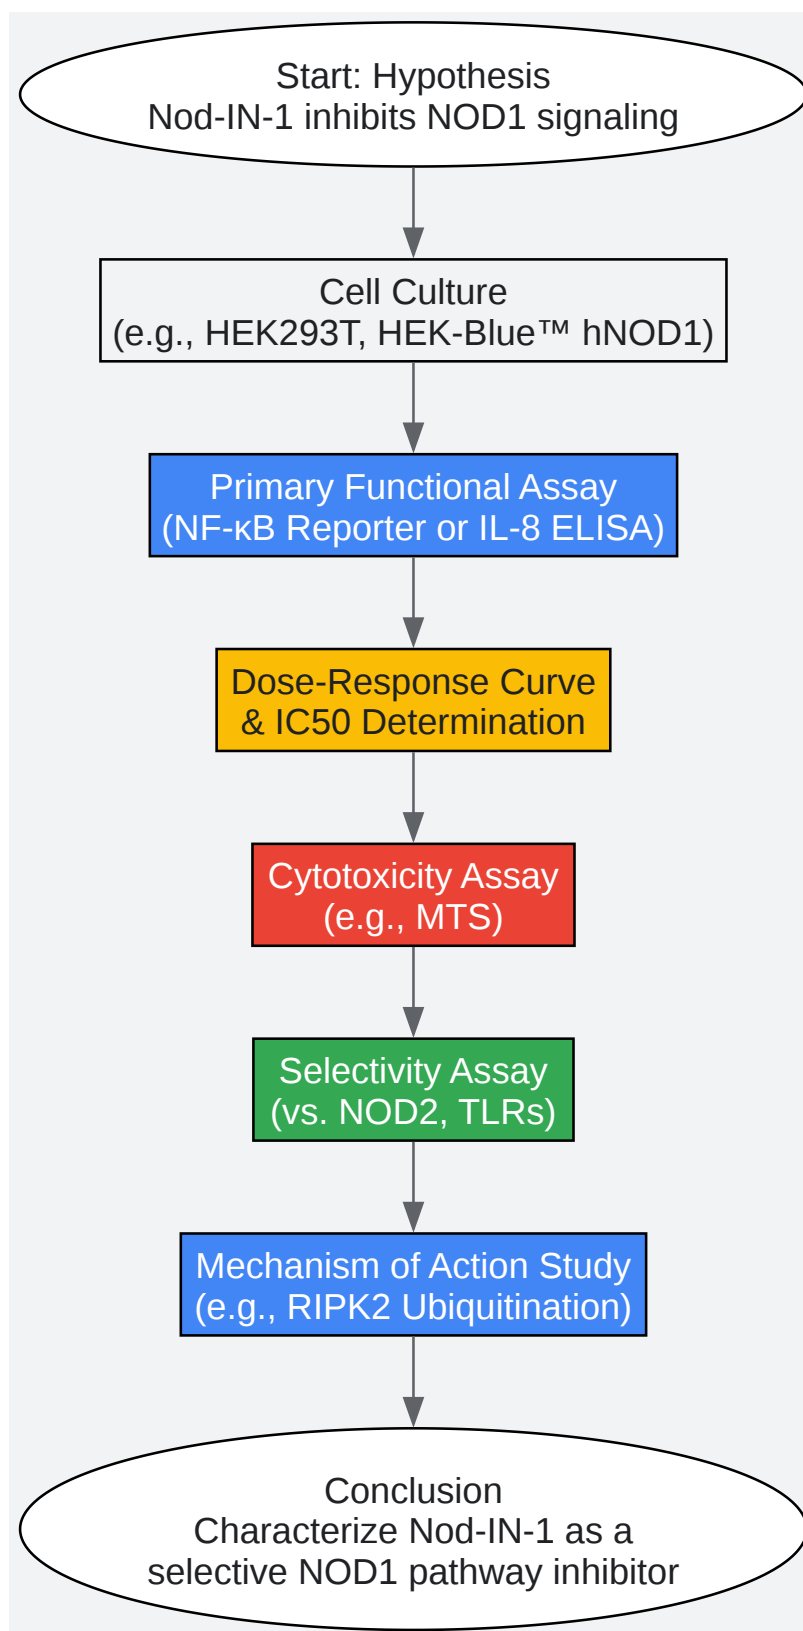 Start: Hypothesis
Nod-IN-1 inhibits NOD1 signaling
Cell Culture
(e.g., HEK293T, HEK-Blue™ hNOD1)
Primary Functional Assay
(NF-κB Reporter or IL-8 ELISA)
Dose-Response Curve
& IC50 Determination
Cytotoxicity Assay
(e.g., MTS)
Selectivity Assay
(vs. NOD2, TLRs)
Mechanism of Action Study
(e.g., RIPK2 Ubiquitination)
Conclusion
Characterize Nod-IN-1 as a
selective NOD1 pathway inhibitor